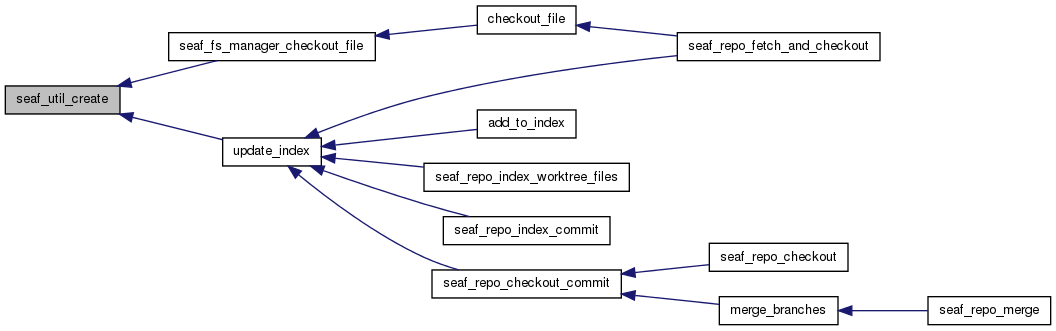 checkout_file
seaf_fs_manager_checkout_file
seaf_repo_fetch_and_checkout
seaf_util_create
add_to_index
update_index
seaf_repo_index_worktree_files
seaf_repo_index_commit
seaf_repo_checkout
seaf_repo_checkout_commit
merge_branches
seaf_repo_merge